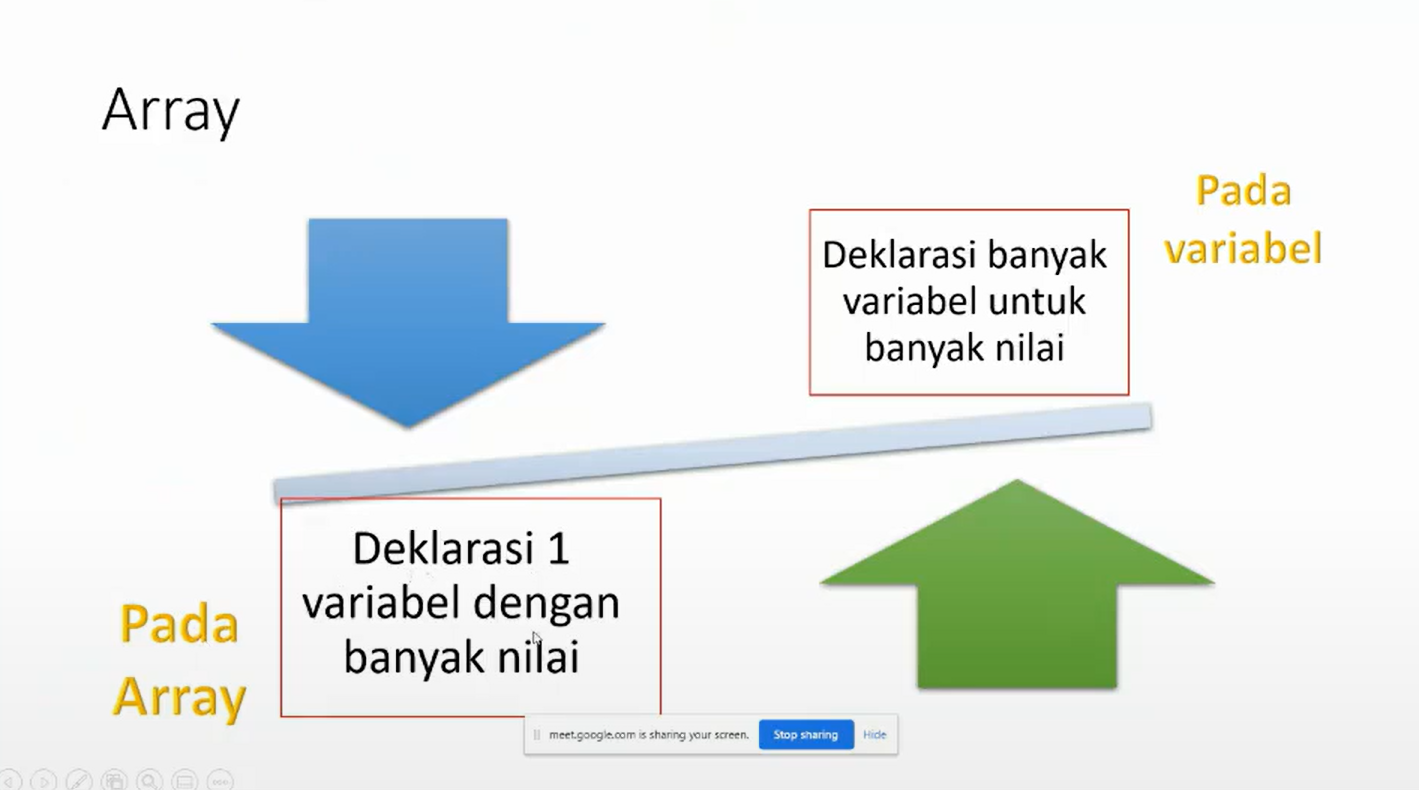 Array
Pada
variabel
Deklarasi banyak
variabel untuk
banyak nilai
Deklarasi 1
variabel dengan
banyak nilai
Pada
Array
meet.google.com is sharing your screen.
Stop sharing
Hide